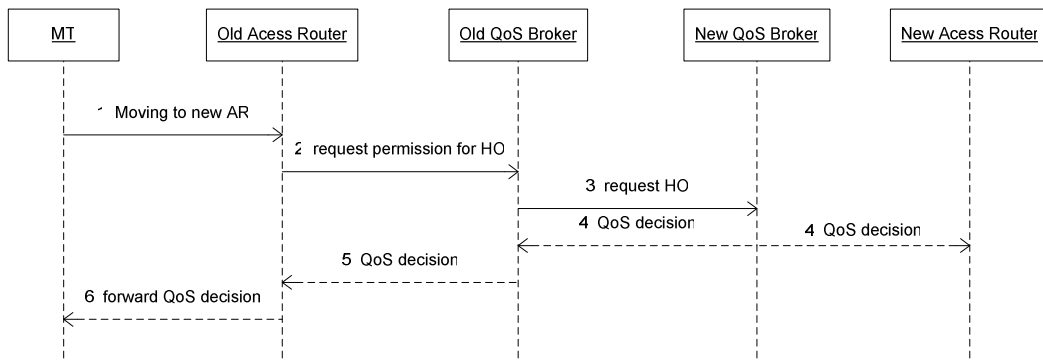 MT
Old Acess Router
Old QoS Broker
New QoS Broker
New Acess Router
1 Moving to new AR
2 request permission for HO
3 request HO
4 QoS decision
4 QoS decision
5 QoS decision
6 forward QoS decision